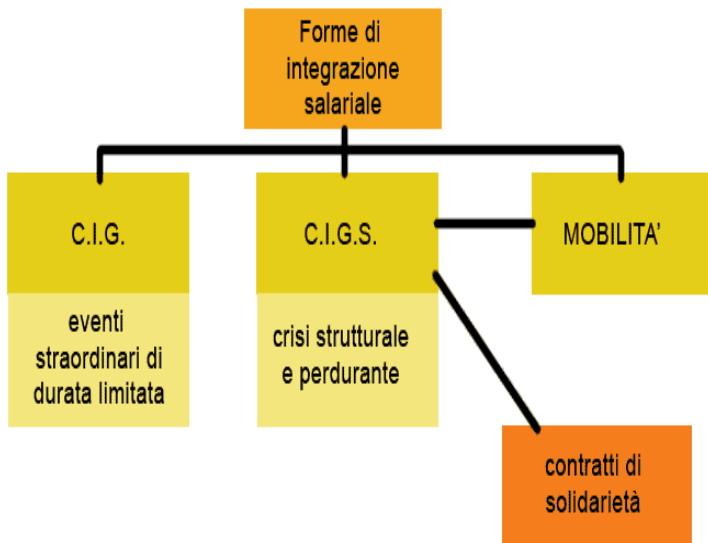 Forme di
integrazione
salariale
C.I.G.
C.I.G.S.
MOBILITA'
eventi
straordinari di
durata limitata
crisi strutturale
e perdurante
contratti di
solidarietà